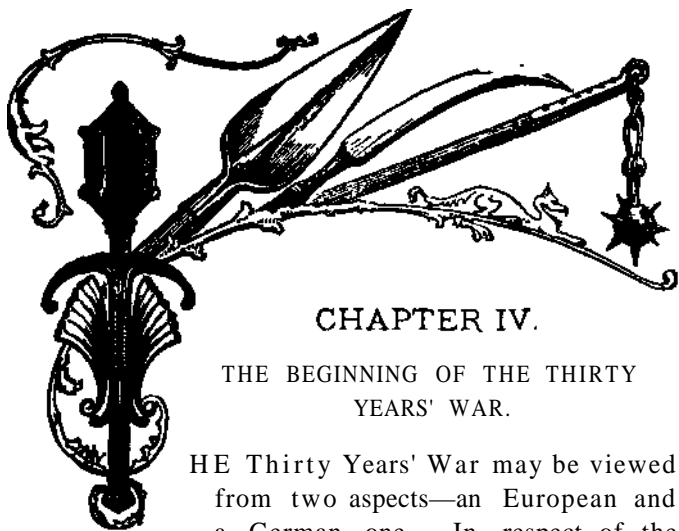 CHAPTER IV.
THE BEGINNING OF THE THIRTY
YEARS' WAR.
THE Thirty Years' War may be viewed
from two aspects—an European and
a German one. In respect of the